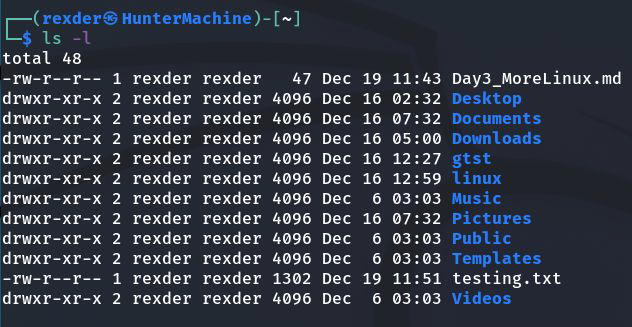 ┌──(rexder㉿HunterMachine)-[~]
└─$ ls -l
total 48
-rw-r--r-- 1 rexder rexder   47 Dec 19 11:43 Day3_MoreLinux.md
drwxr-xr-x 2 rexder rexder 4096 Dec 16 02:32 Desktop
drwxr-xr-x 2 rexder rexder 4096 Dec 16 07:32 Documents
drwxr-xr-x 2 rexder rexder 4096 Dec 16 05:00 Downloads
drwxr-xr-x 2 rexder rexder 4096 Dec 16 12:27 gtst
drwxr-xr-x 2 rexder rexder 4096 Dec 16 12:59 linux
drwxr-xr-x 2 rexder rexder 4096 Dec  6 03:03 Music
drwxr-xr-x 2 rexder rexder 4096 Dec 16 07:32 Pictures
drwxr-xr-x 2 rexder rexder 4096 Dec  6 03:03 Public
drwxr-xr-x 2 rexder rexder 4096 Dec  6 03:03 Templates
-rw-r--r-- 1 rexder rexder 1302 Dec 19 11:51 testing.txt
drwxr-xr-x 2 rexder rexder 4096 Dec  6 03:03 Videos